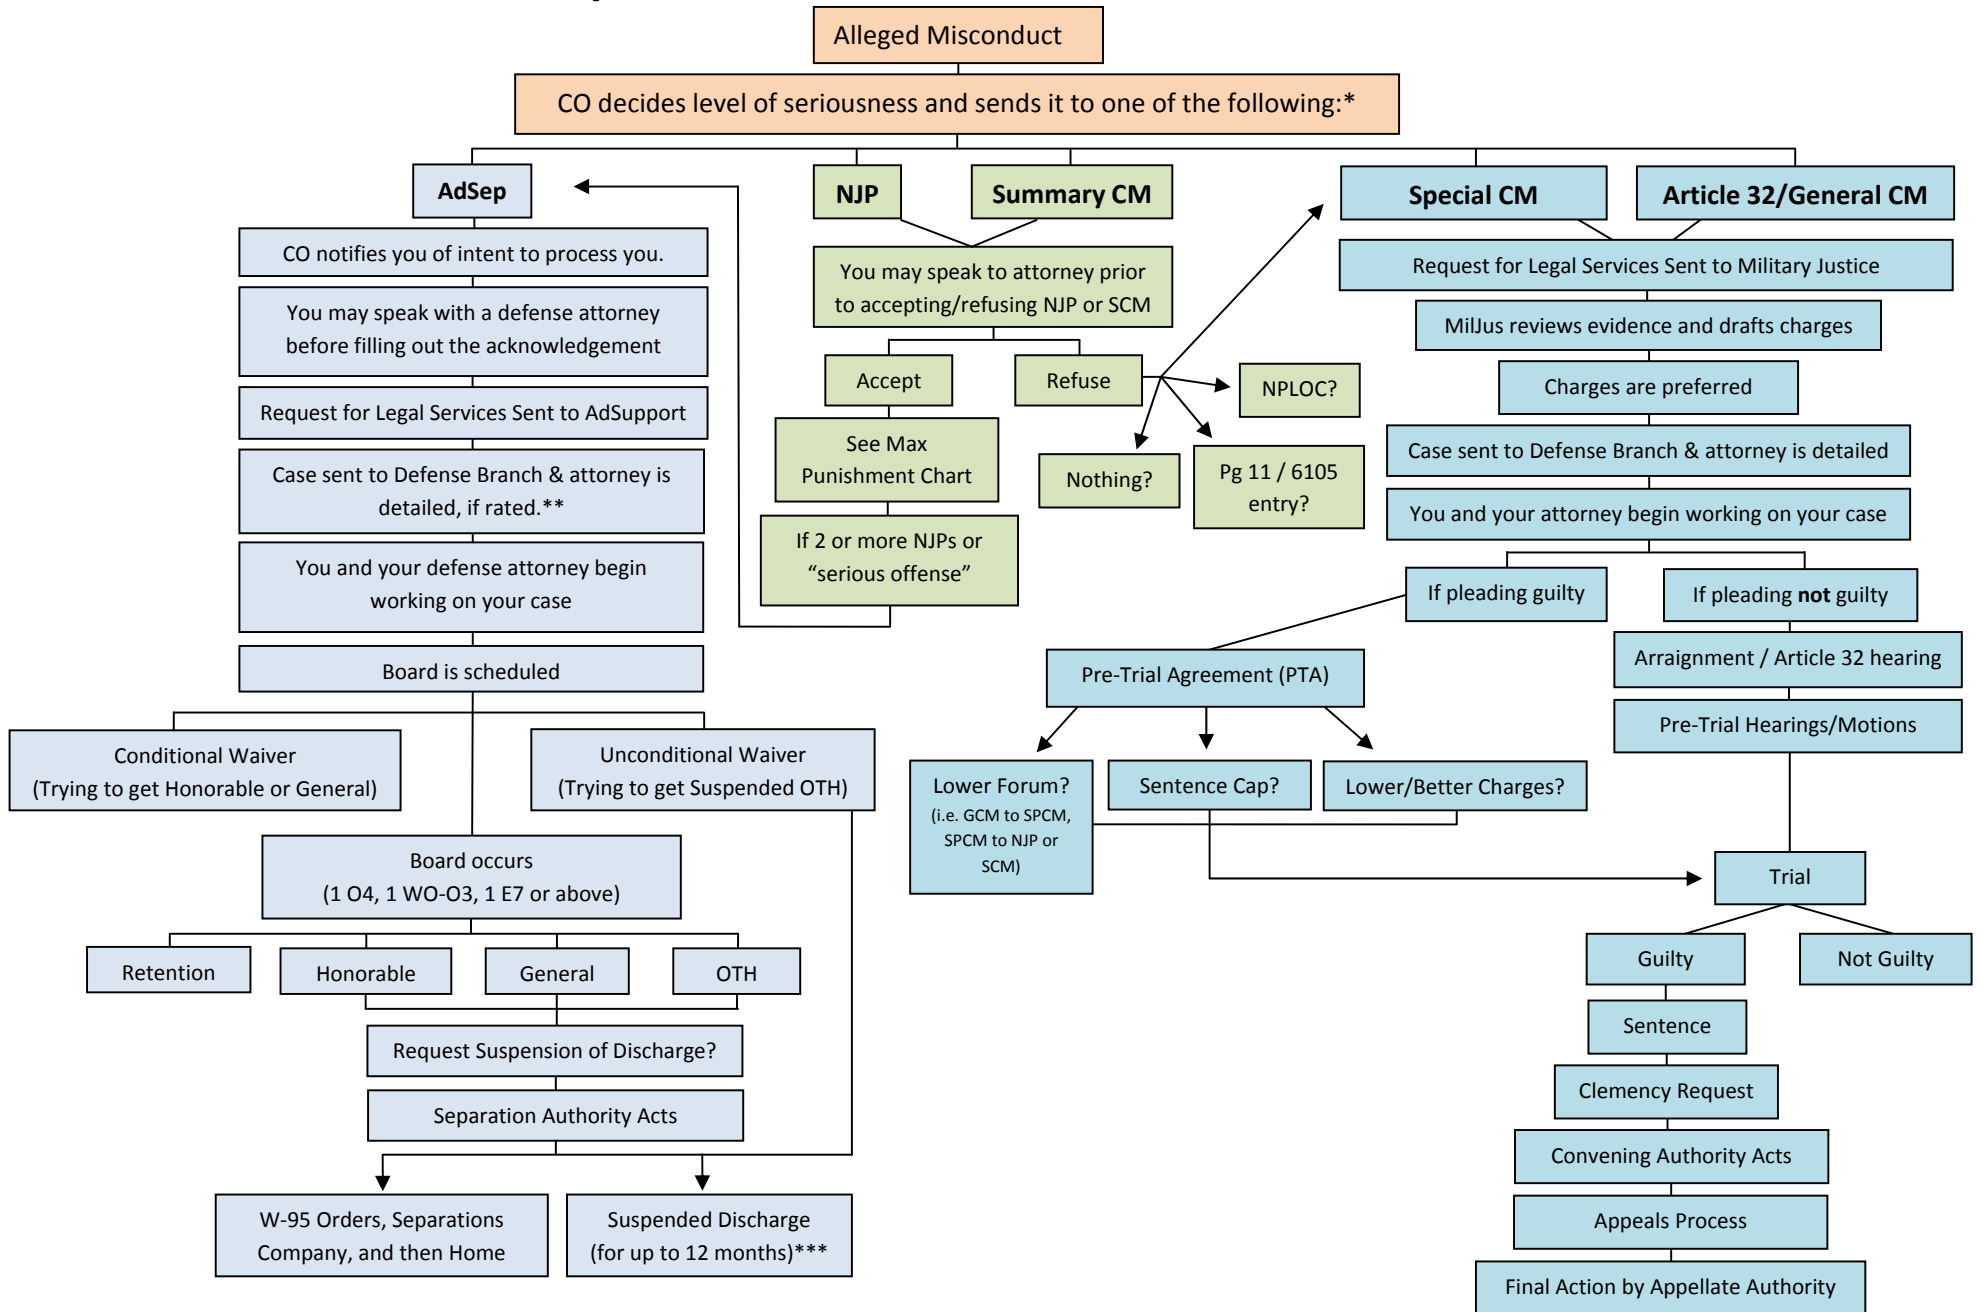 Alleged Misconduct
CO decides level of seriousness and sends it to one of the following:*
AdSep
NJP
Summary CM
Special CM
Article 32/General CM
CO notifies you of intent to process you.
You may speak with a defense attorney
before filling out the acknowledgement
Request for Legal Services Sent to AdSupport
Case sent to Defense Branch & attorney is
detailed, if rated.**
You and your defense attorney begin
working on your case
Board is scheduled
Conditional Waiver
(Trying to get Honorable or General)
Unconditional Waiver
(Trying to get Suspended OTH)
Board occurs
(1 O4, 1 WO-O3, 1 E7 or above)
Retention
Honorable
General
OTH
Request Suspension of Discharge?
Separation Authority Acts
W-95 Orders, Separations
Company, and then Home
Suspended Discharge
(for up to 12 months)***
You may speak to attorney prior
to accepting/refusing NJP or SCM
Accept
Refuse
See Max
Punishment Chart
If 2 or more NJPs or
“serious offense”
Nothing?
Pg 11 / 6105
entry?
NPLOC?
Request for Legal Services Sent to Military Justice
MilJus reviews evidence and drafts charges
Charges are preferred
Case sent to Defense Branch & attorney is detailed
You and your attorney begin working on your case
If pleading guilty
If pleading not guilty
Pre-Trial Agreement (PTA)
Lower Forum?
(i.e. GCM to SPCM,
SPCM to NJP or
SCM)
Sentence Cap?
Lower/Better Charges?
Arraignment / Article 32 hearing
Pre-Trial Hearings/Motions
Trial
Guilty
Not Guilty
Sentence
Clemency Request
Convening Authority Acts
Appeals Process
Final Action by Appellate Authority